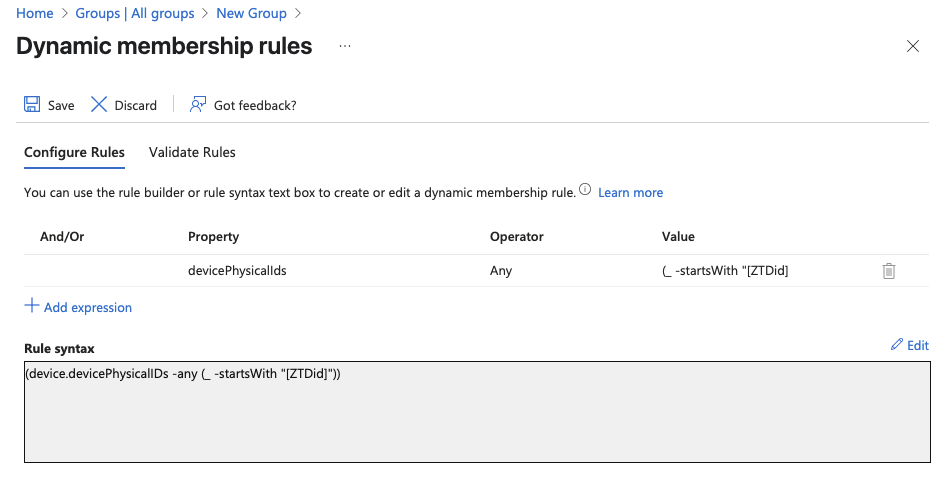 Home > Groups | All groups > New Group >
Dynamic membership rules ...
Save Discard Got feedback?
Configure Rules Validate Rules
You can use the rule builder or rule syntax text box to create or edit a dynamic membership rule. Learn more
And/Or Property Operator Value
devicePhysicalIds Any (_ -startsWith "[ZTDid]
Add expression
Rule syntax Edit
(device.devicePhysicalIDs -any (_ -startsWith "[ZTDid]"))